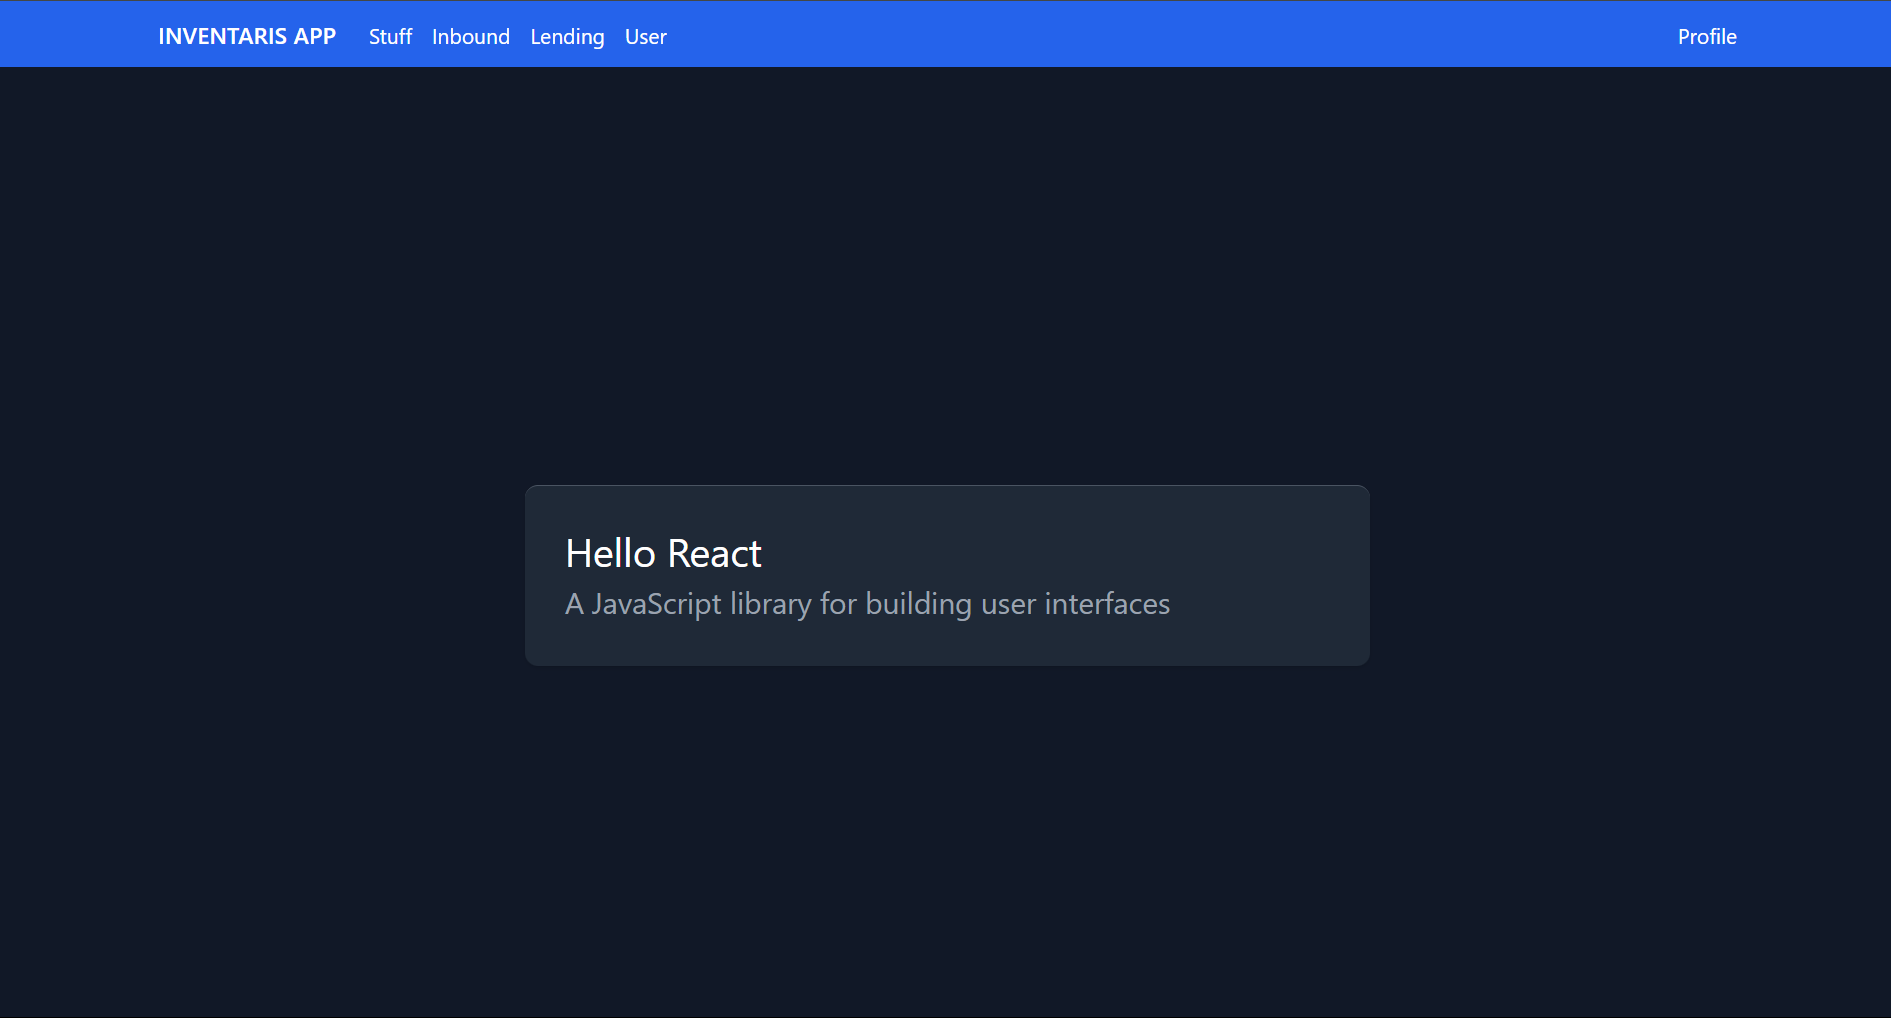 INVENTARIS APP Stuff Inbound Lending User Profile
Hello React
A JavaScript library for building user interfaces